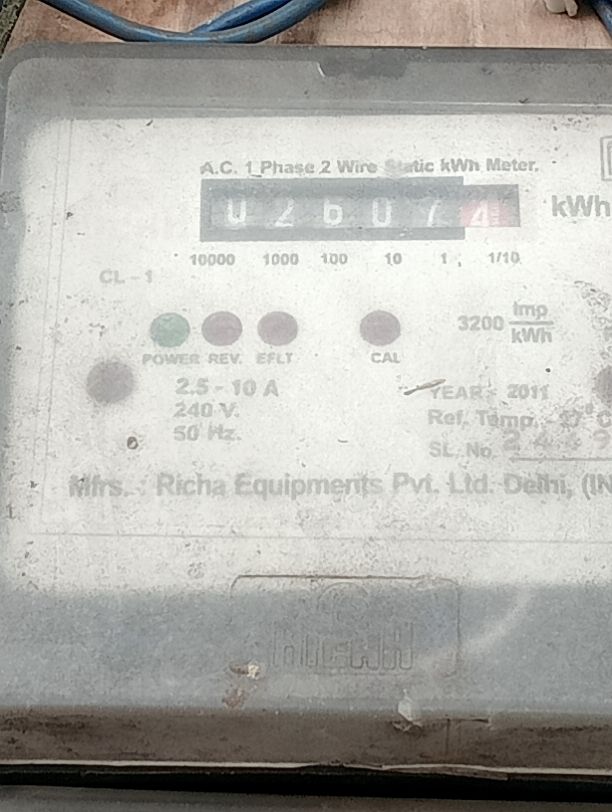 A.C. 1 Phase 2 Wire Static kWh Meter.
0 2 6 0 7 4 kWh
10000 1000 100 10 1 1/10
CL - 1
3200 Imp/kWh
POWER REV. EFLT CAL
2.5 - 10 A
240 V.
50 Hz.
YEAR - 2011
Ref. Temp. - 27° C
SL. No.
Mfrs. : Richa Equipments Pvt. Ltd. Delhi, (IN